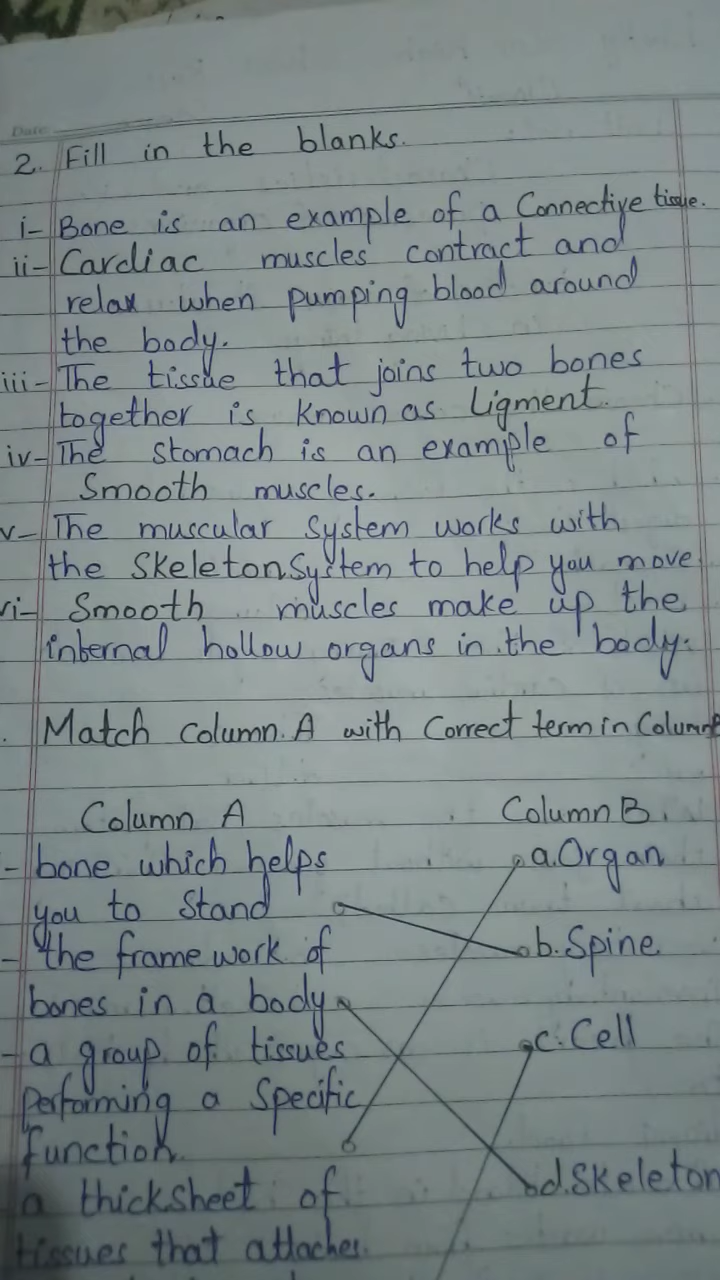 Date
2. Fill in the blanks.
i- Bone is an example of a Connective tissue.
ii- Cardiac muscles contract and
relax when pumping blood around
the body.
iii- The tissue that joins two bones
together is known as Ligment.
iv- The stomach is an example of
Smooth muscles.
v- The muscular system works with
the Skeleton System to help you move
vi- Smooth muscles make up the
internal hollow organs in the body.
Match column A with Correct term in Column B
Column A Column B.
- bone which helps a. Organ
you to Stand
- the frame work of b. Spine
bones in a body
- a group of tissues c. Cell
Performing a Specific
function.
a thick sheet of d. Skeleton
tissues that attaches